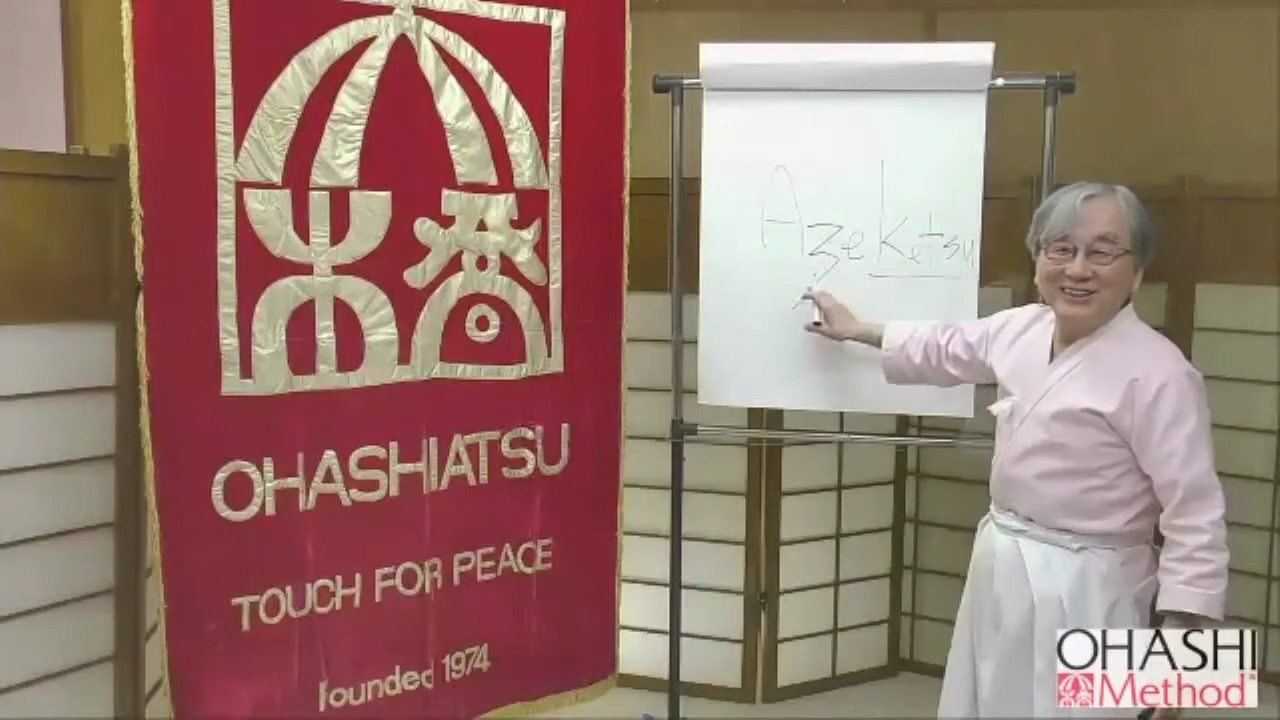 OHASHIATSU
TOUCH FOR PEACE
founded 1974
Azeketsu
OHASHI
Method